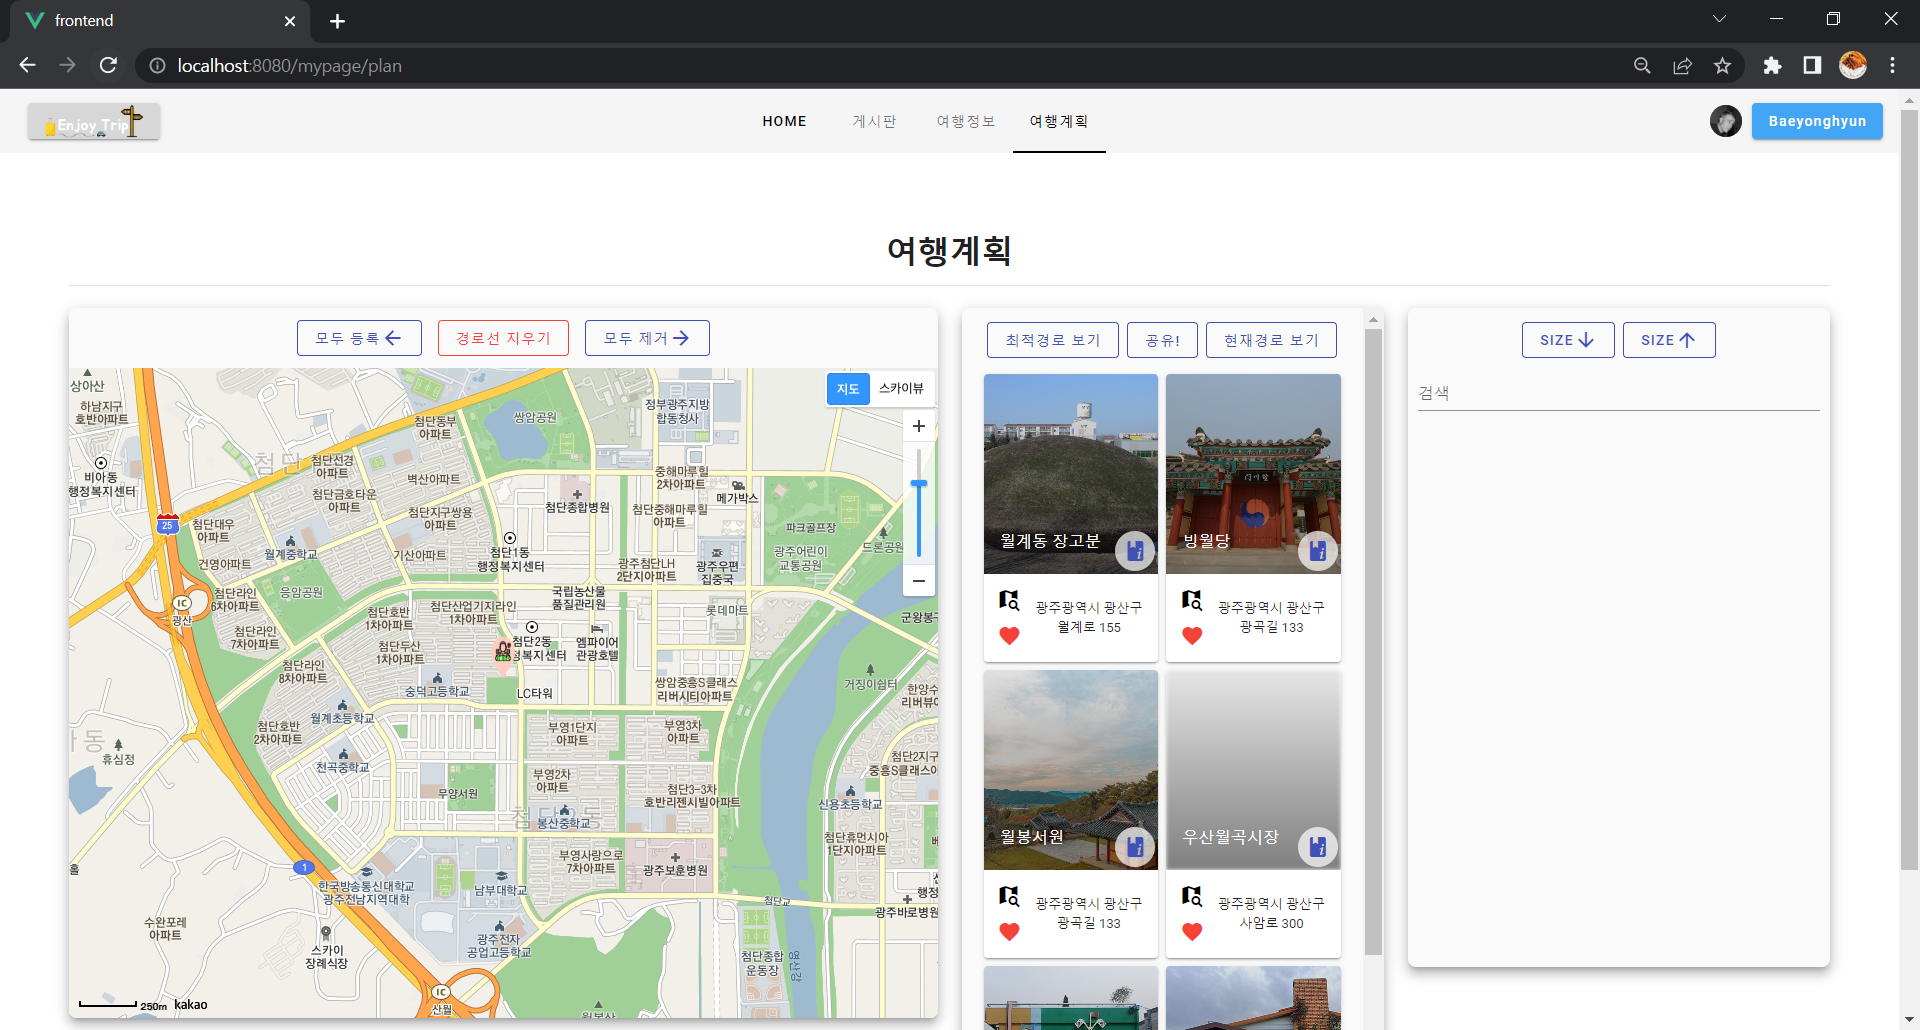 frontend
localhost:8080/mypage/plan
Enjoy Trip
HOME
게시판
여행정보
여행계획
Baeyonghyun
여행계획
모두 등록
경로선 지우기
모두 제거
최적경로 보기
공유!
현재경로 보기
SIZE
SIZE
검색
지도
스카이뷰
상아산
하남지구
호반아파트
첨단동부
아파트
쌍암공원
정부광주지방
합동청사
비아동
행정복지센터
첨단
첨단선경
아파트
벽산아파트
중해마루힐
2차아파트
메가박스
첨단금호타운
아파트
첨단종합병원
첨단중해마루힐
아파트
파크골프장
25
첨단대우
아파트
첨단지구쌍용
아파트
월계중학교
기산아파트
첨단1동
행정복지센터
광주첨단LH
2단지아파트
광주우편
집중국
광주어린이
교통공원
드론공원
건영아파트
첨단라인
6차아파트
응암공원
국립농산물
품질관리원
롯데마트
IC
광산
첨단호반
1차아파트
첨단산업기지라인
1차아파트
군왕봉구
첨단라인
7차아파트
첨단두산
1차아파트
첨단2동
정복지센터
엠파이어
관광호텔
첨단라인
8차아파트
숭덕고등학교
LC타워
쌍암중흥S클래스
리버시티아파트
거징이쉼터
한양수
리버뷰
월계초등학교
첨단호반
2차아파트
부영1단지
아파트
부영3차
아파트
휴심정
천곡중학교
첨단2지구
중흥S클래스
부영2차
아파트
무양서원
첨단3-3차
호반리젠시빌아파트
신용초등학교
봉산중학교
첨단휴먼시아
1단지아파트
부영사랑으로
7차아파트
광주보훈병원
1
한국방송통신대학교
광주전남지역대학
남부대학교
첨단교
행정
광주바로병원
수완포레
아파트
스카이
장례식장
광주전자
공업고등학교
첨단종합
운동장
영산강
IC
산월
250m
kakao
월계동 장고분
빙월당
광주광역시 광산구
월계로 155
광주광역시 광산구
광곡길 133
월봉서원
우산월곡시장
광주광역시 광산구
광곡길 133
광주광역시 광산구
사암로 300